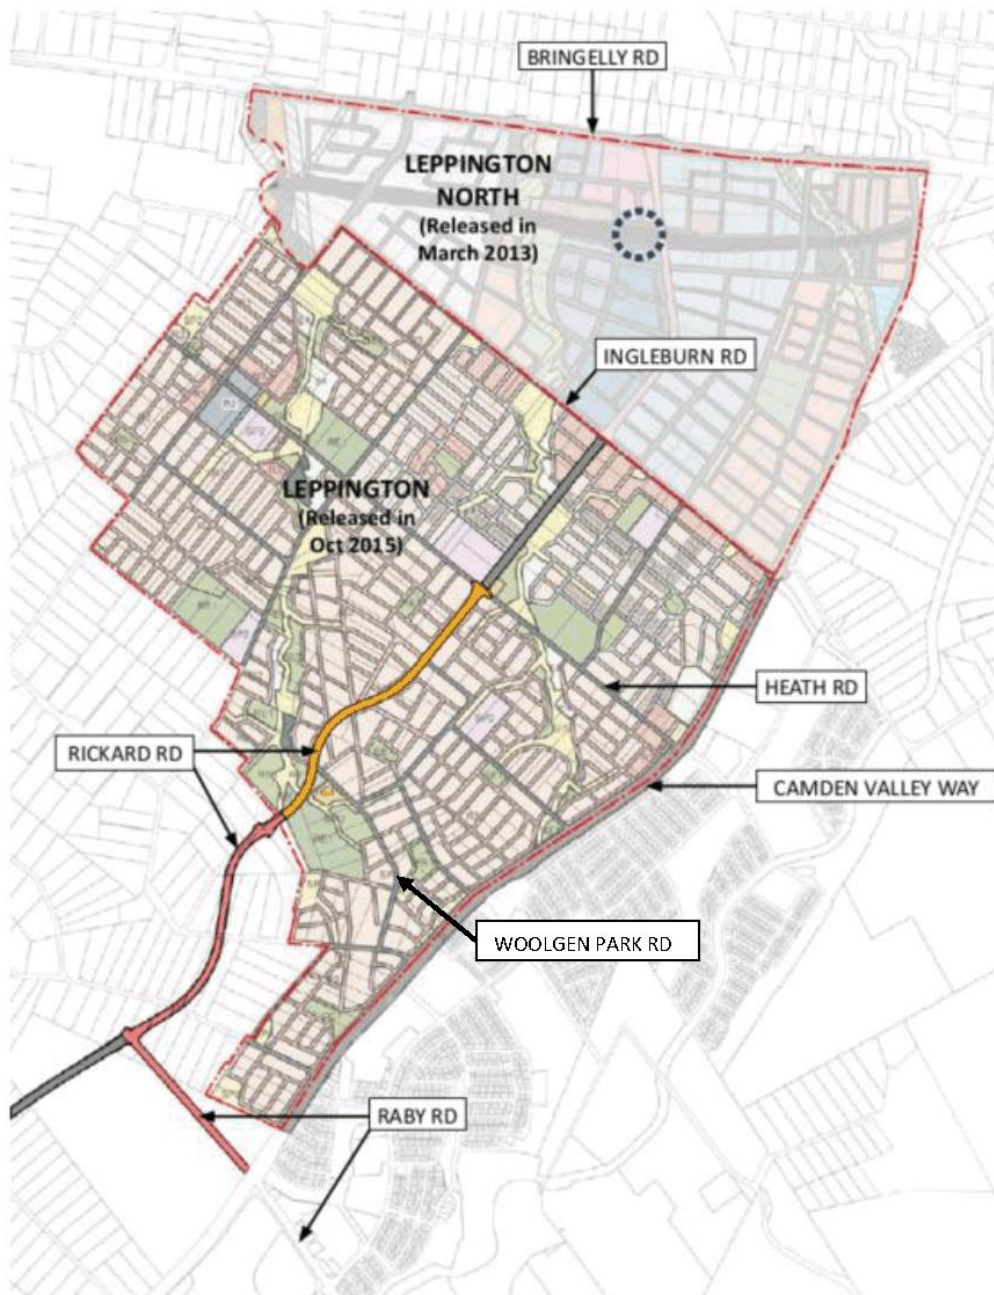 BRINGELLY RD
LEPPINGTON
NORTH
(Released in
March 2013)
INGLEBURN RD
LEPPINGTON
(Released in
Oct 2015)
HEATH RD
RICKARD RD
CAMDEN VALLEY WAY
WOOLGEN PARK RD
RABY RD